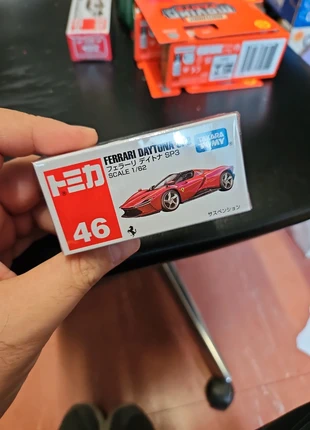 トミカ
46
FERRARI DAYTONA
フェラーリ デイトナ SP3
SCALE 1/62
TAKARA
TOMY
サスペンション